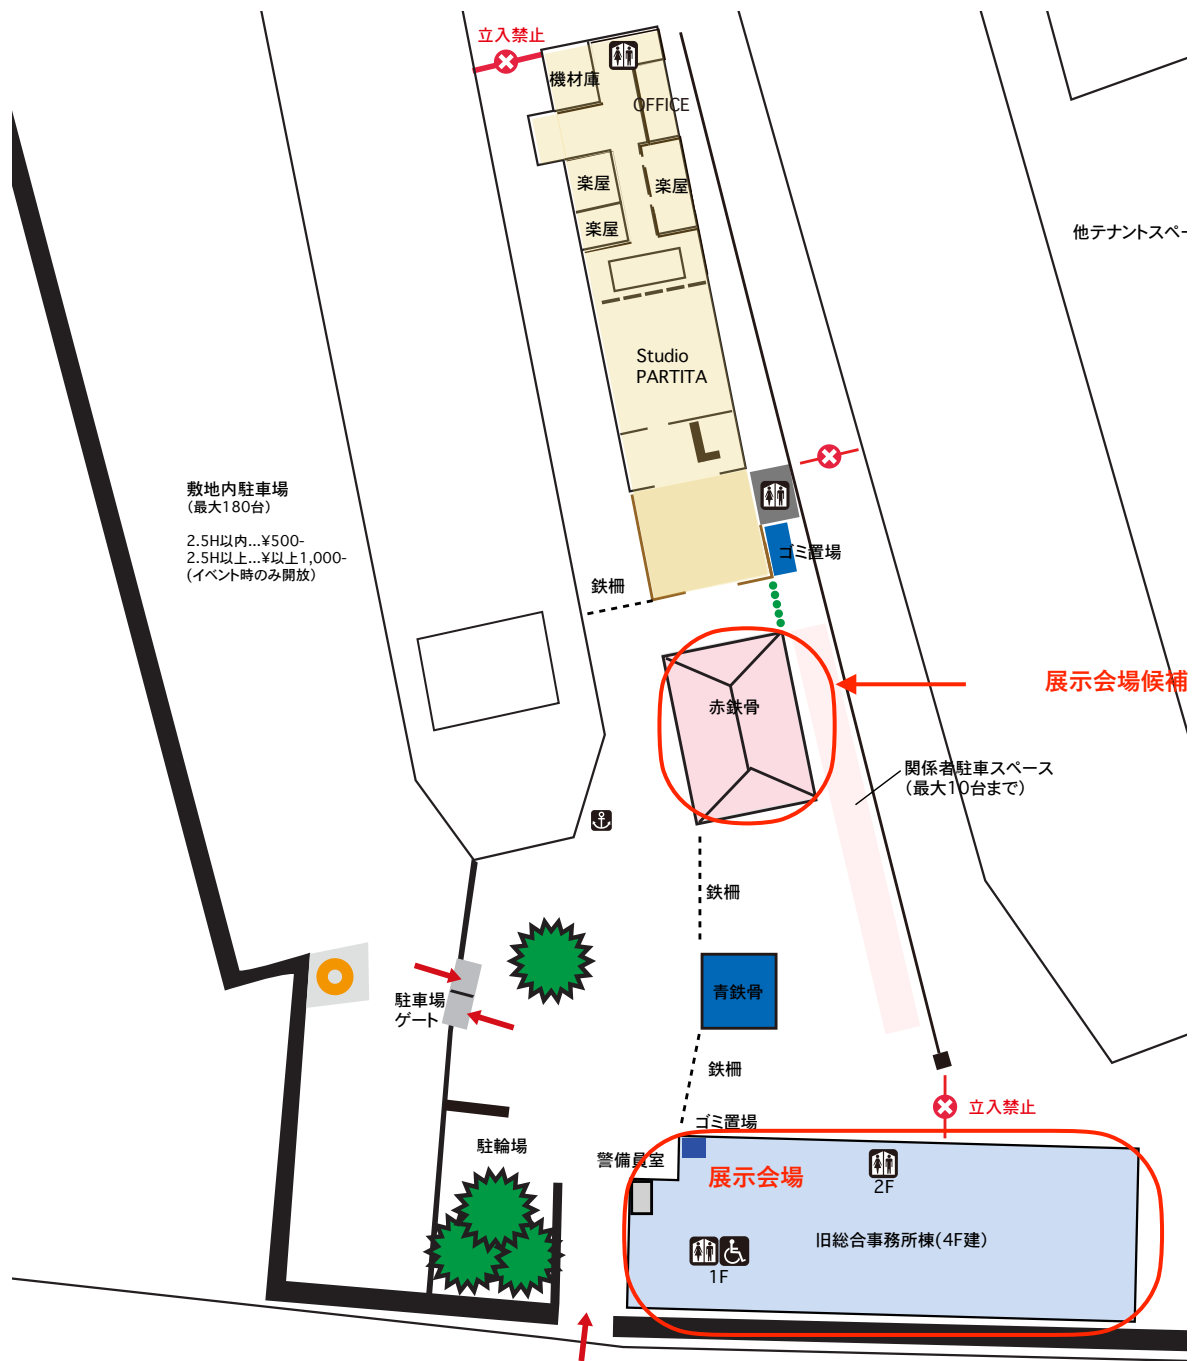 立入禁止
機材庫
OFFICE
楽屋
楽屋
楽屋
他テナントスペー
Studio
PARTITA
敷地内駐車場
(最大180台)
2.5H以内...¥500-
2.5H以上...¥以上1,000-
(イベント時のみ開放)
ゴミ置場
鉄柵
展示会場候補
赤鉄骨
関係者駐車スペース
(最大10台まで)
鉄柵
青鉄骨
駐車場
ゲート
鉄柵
立入禁止
ゴミ置場
駐輪場
警備員室
展示会場
2F
旧総合事務所棟(4F建)
1F